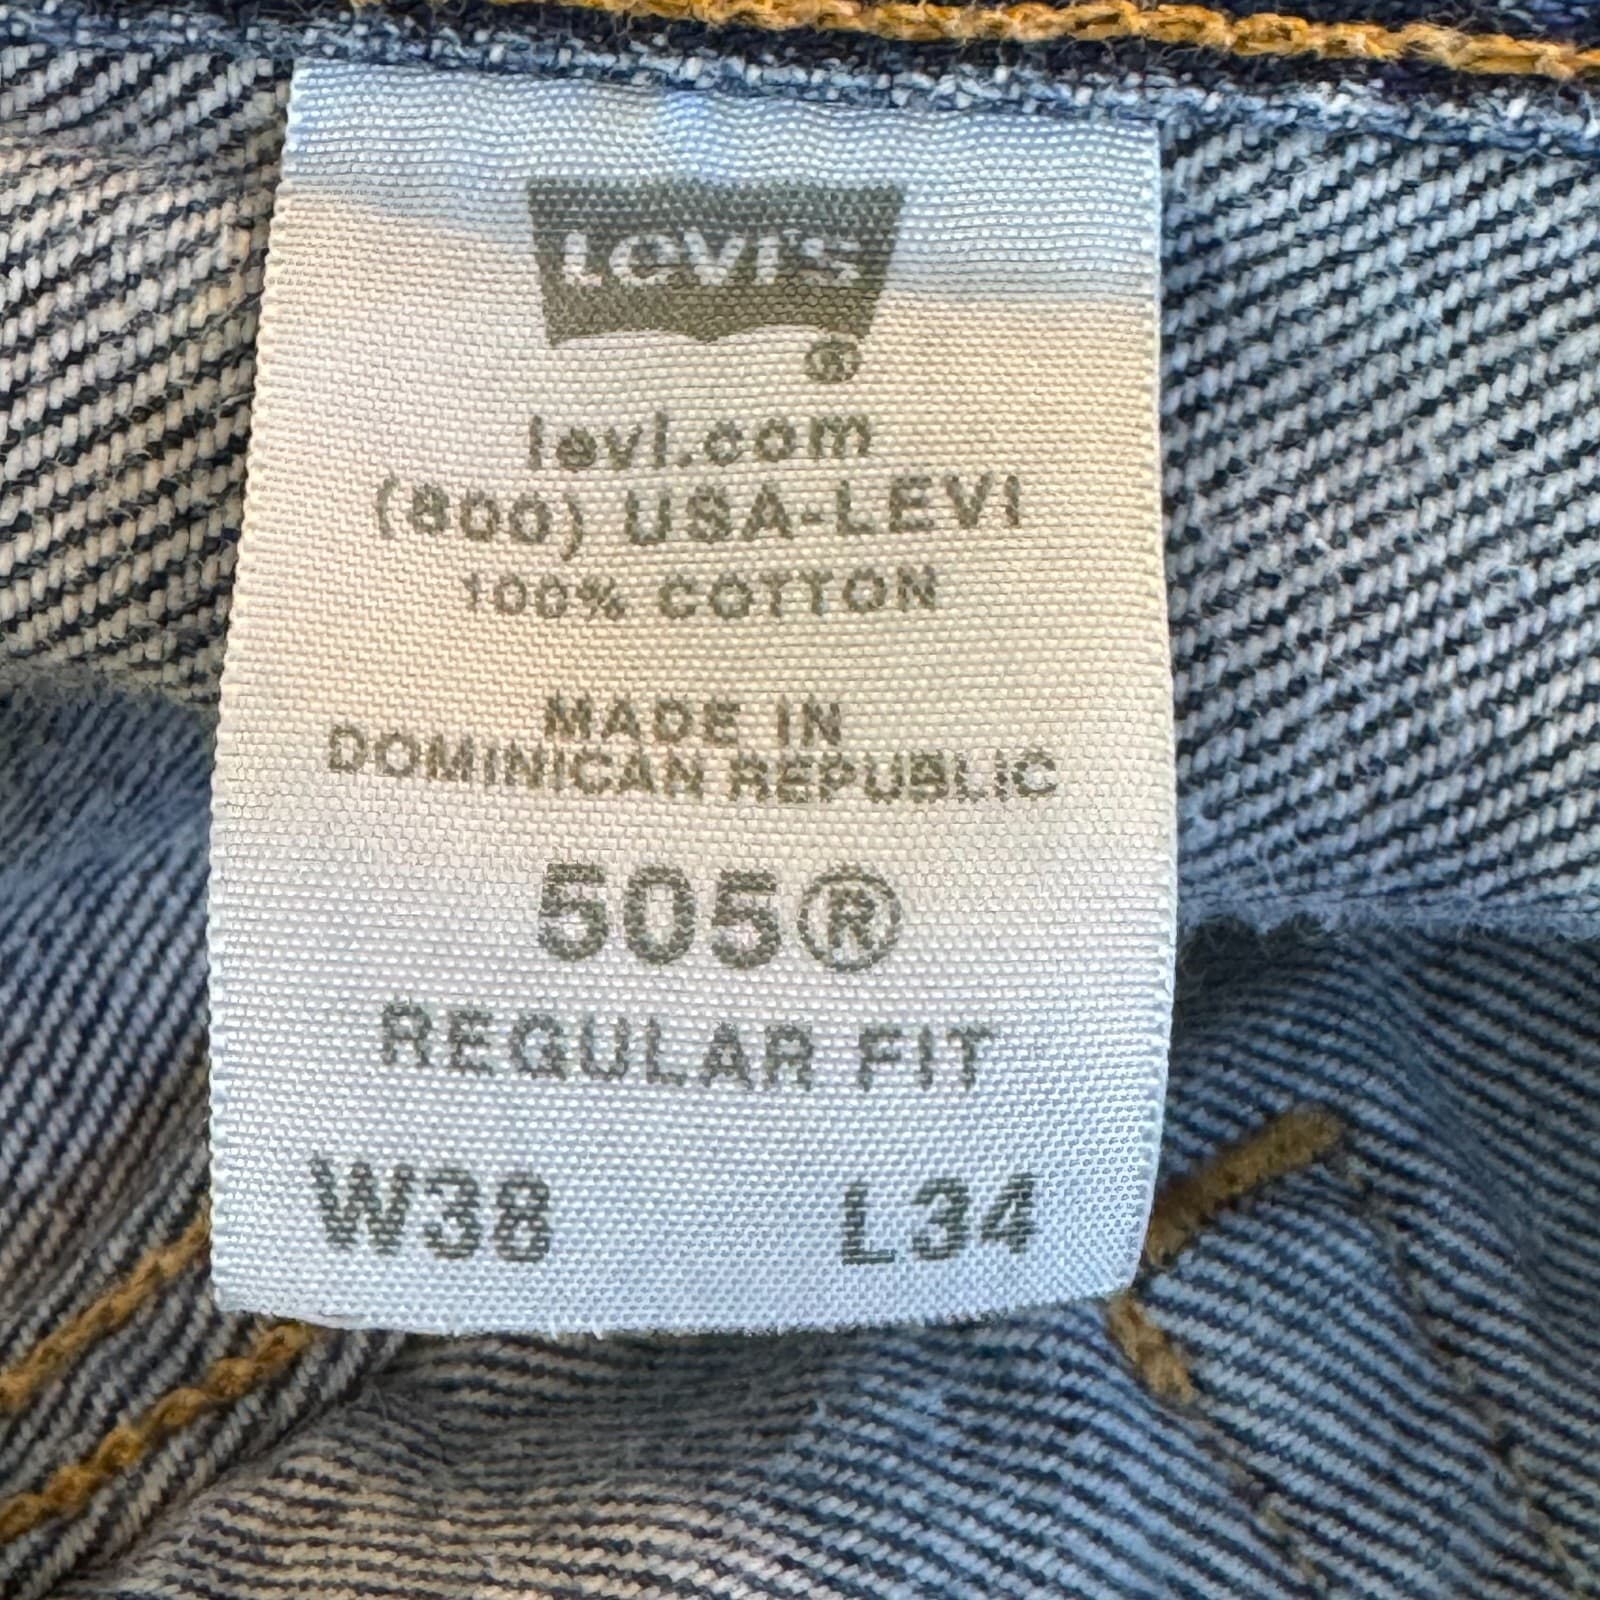 LEVI'S
®
levi.com
(800) USA-LEVI
100% COTTON
MADE IN
DOMINICAN REPUBLIC
505®
REGULAR FIT
W38 L34